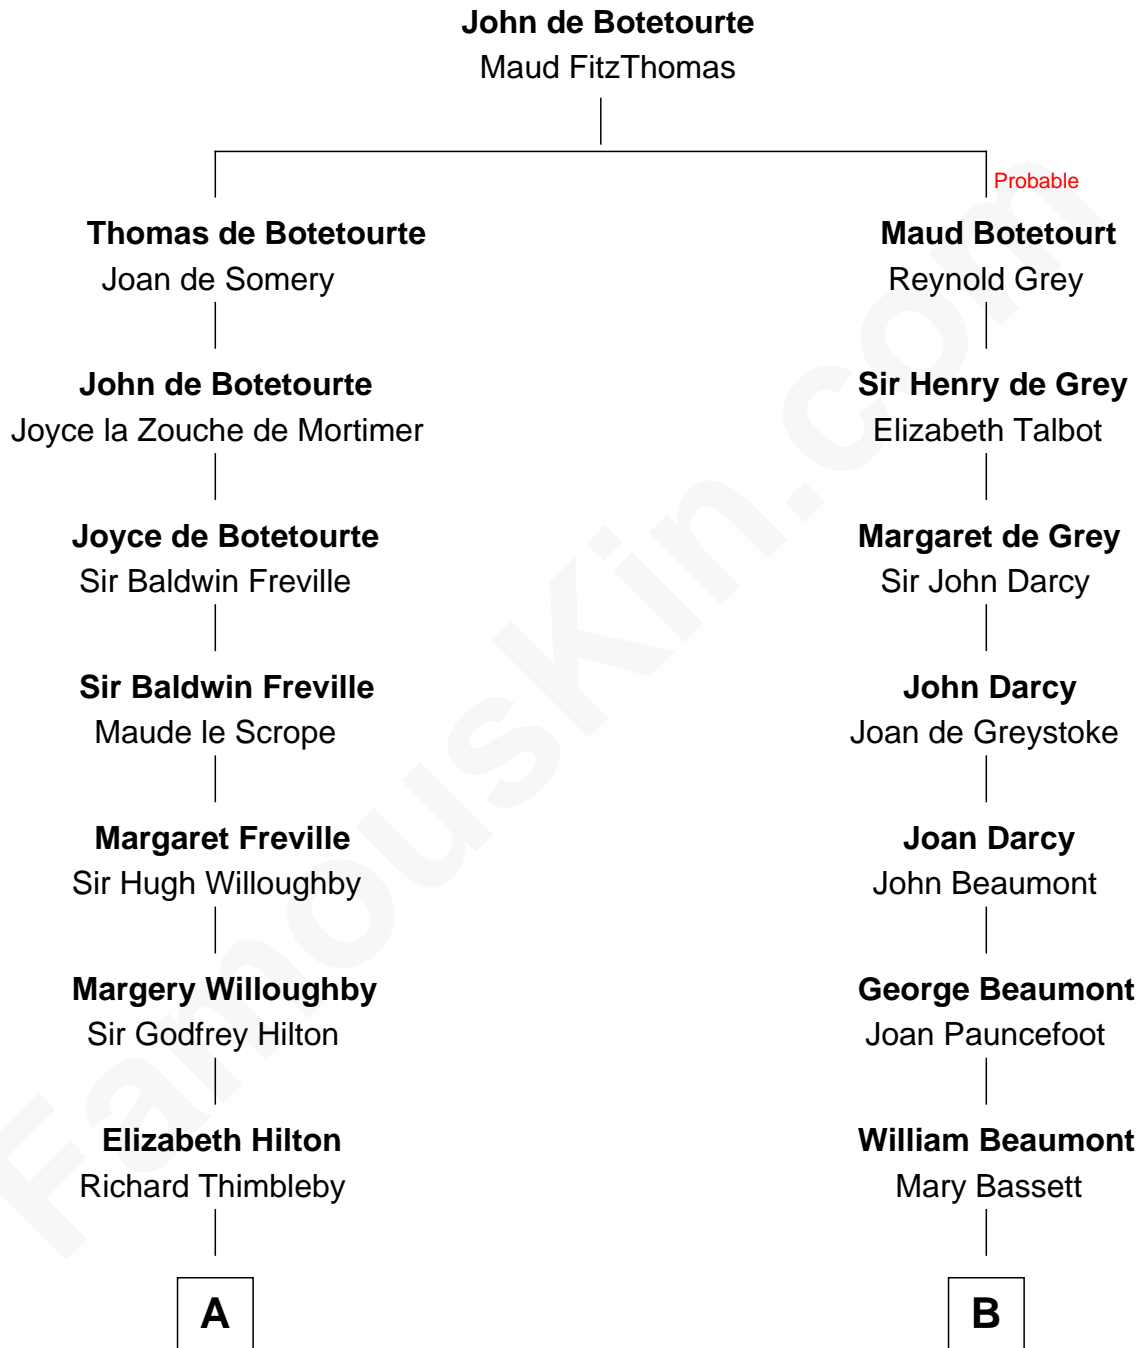 John de Botetourte
Maud FitzThomas
Probable
Thomas de Botetourte
Joan de Somery
John de Botetourte
Joyce la Zouche de Mortimer
Joyce de Botetourte
Sir Baldwin Freville
Sir Baldwin Freville
Maude le Scrope
Margaret Freville
Sir Hugh Willoughby
Margery Willoughby
Sir Godfrey Hilton
Elizabeth Hilton
Richard Thimbleby
A
Maud Botetourt
Reynold Grey
Sir Henry de Grey
Elizabeth Talbot
Margaret de Grey
Sir John Darcy
John Darcy
Joan de Greystoke
Joan Darcy
John Beaumont
George Beaumont
Joan Pauncefoot
William Beaumont
Mary Bassett
B
FamousKin.com